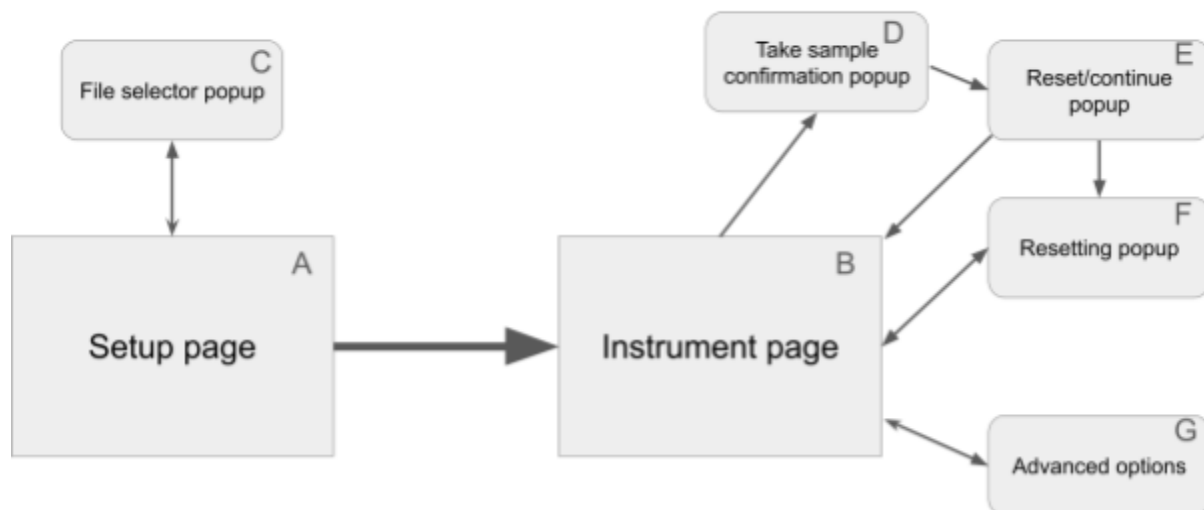 C
File selector popup
D
Take sample
confirmation popup
E
Reset/continue
popup
F
Resetting popup
A
Setup page
B
Instrument page
G
Advanced options